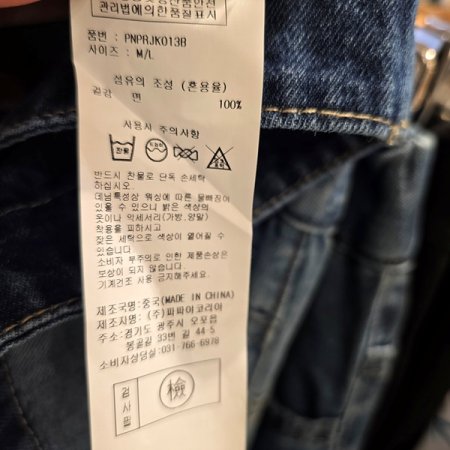 관리법에의한품질표시
품번 : PNPRJK013B
사이즈 : M/L
섬유의 조성 (혼용율)
겉감 면 100%
사용상 주의사항
찬물
반드시 찬물로 단독 손세탁
하십시오.
데님특성상 워싱에 따른 물빠짐이
있을 수 있으니 밝은 색상의
옷이나 악세서리(가방,양말)
착용을 피하시고
잦은 세탁으로 색상이 옅어질 수
있습니다.
소비자 부주의로 인한 제품손상은
보상이 되지 않습니다.
기계건조 사용 금지해주세요.
제조국명:중국(MADE IN CHINA)
제조자명: (주)파파야코리아
주소:경기도 광주시 오포읍
봉골길 33번 길 44-5
소비자상담실:031-766-6978
검사필
檢